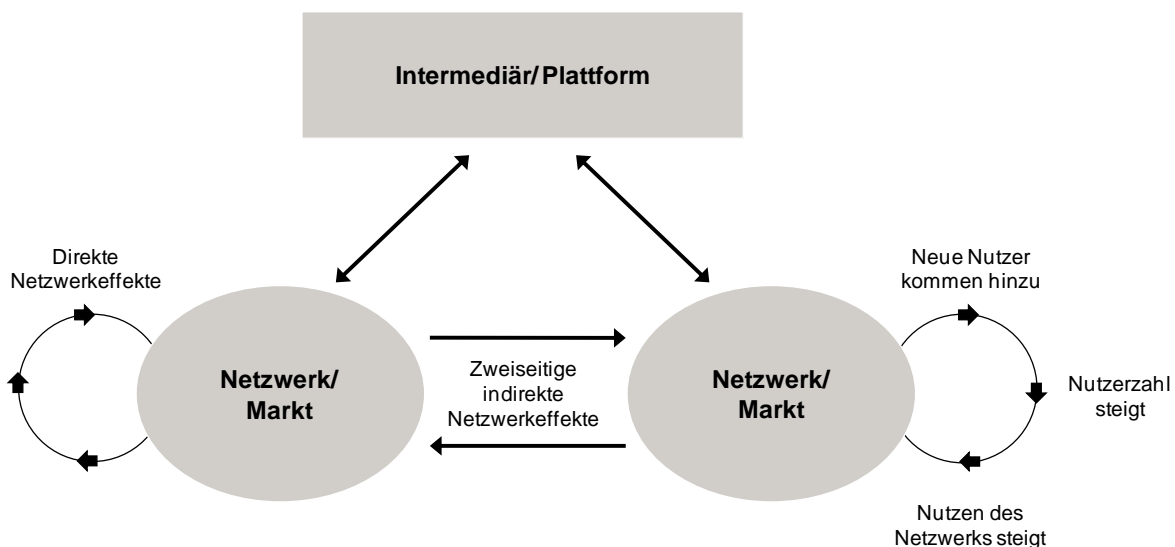 Intermediär/Plattform
Direkte
Netzwerkeffekte
Neue Nutzer
kommen hinzu
Netzwerk/
Markt
Zweiseitige
indirekte
Netzwerkeffekte
Netzwerk/
Markt
Nutzerzahl
steigt
Nutzen des
Netzwerks steigt